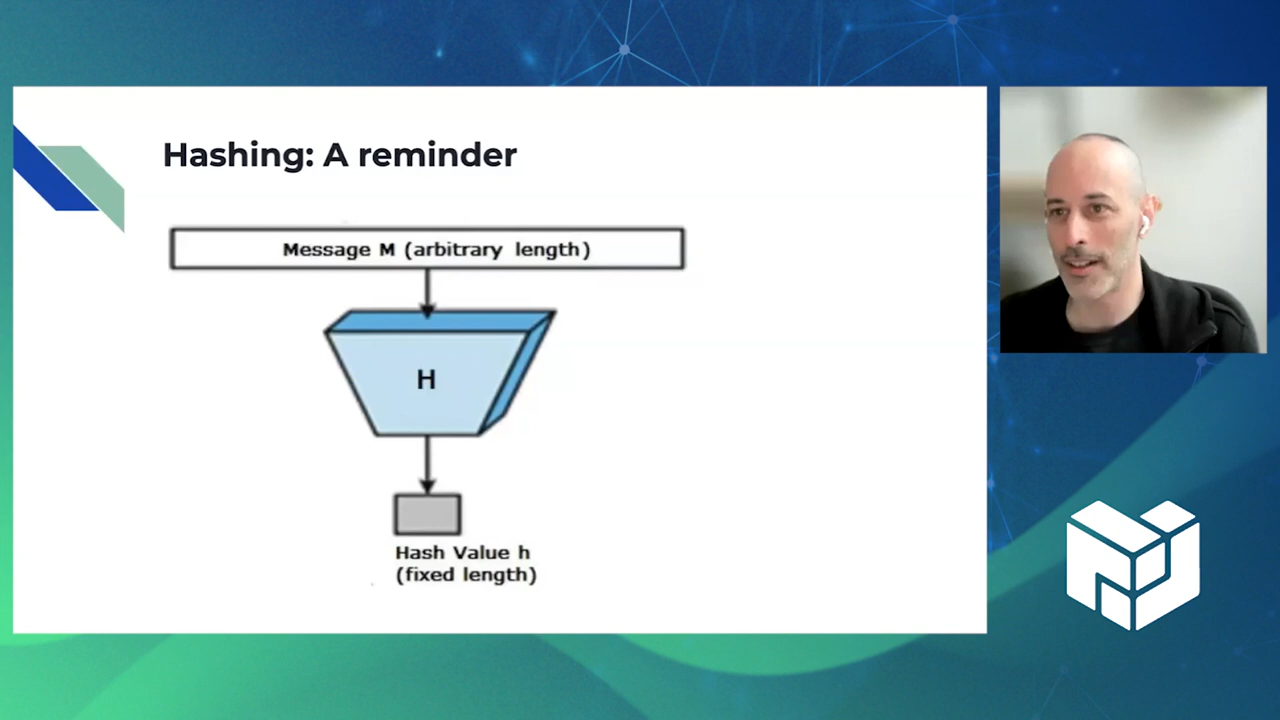 Hashing: A reminder
Message M (arbitrary length)
H
Hash Value h
(fixed length)